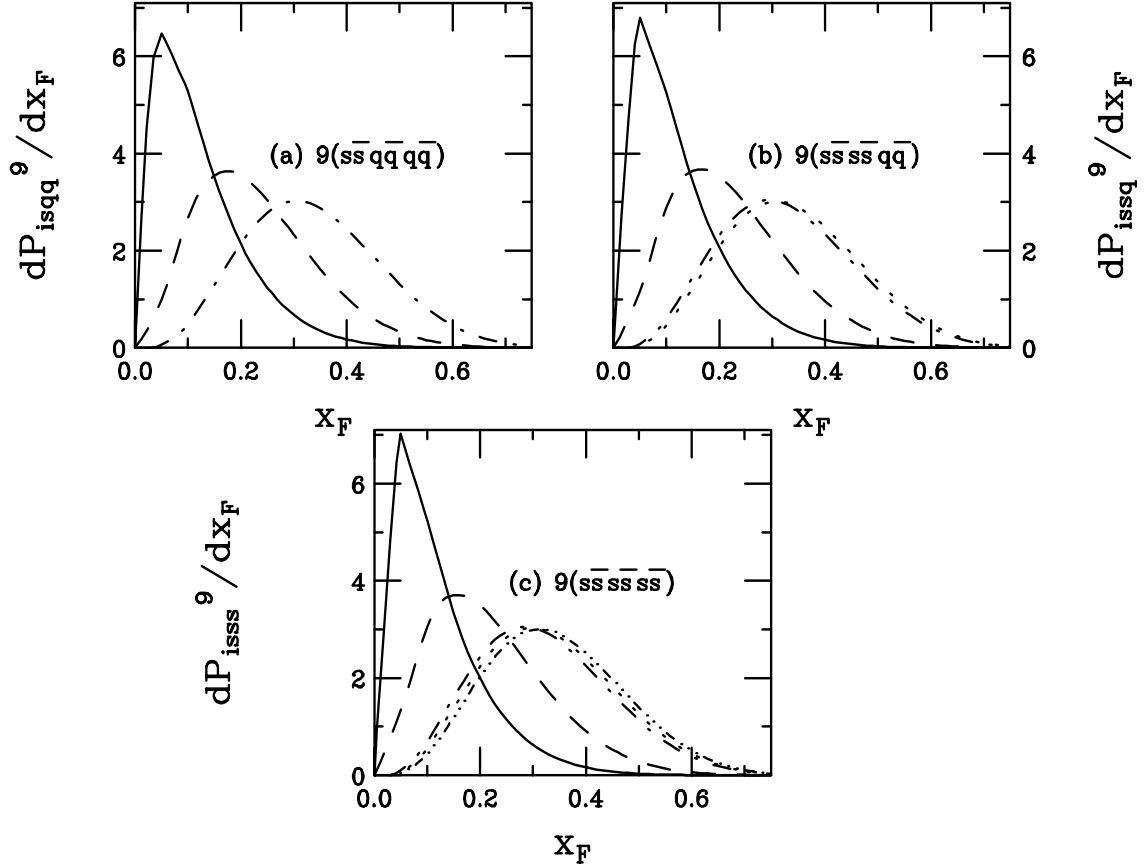 dP_isqq^9/dx_F
6
4
2
0
(a) 9(ss̅ qq̅ qq̅)
0.0 0.2 0.4 0.6
x_F
6
4
2
0
dP_issq^9/dx_F
(b) 9(ss̅ ss̅ qq̅)
0.0 0.2 0.4 0.6
x_F
dP_isss^9/dx_F
6
4
2
0
(c) 9(ss̅ ss̅ ss̅)
0.0 0.2 0.4 0.6
x_F